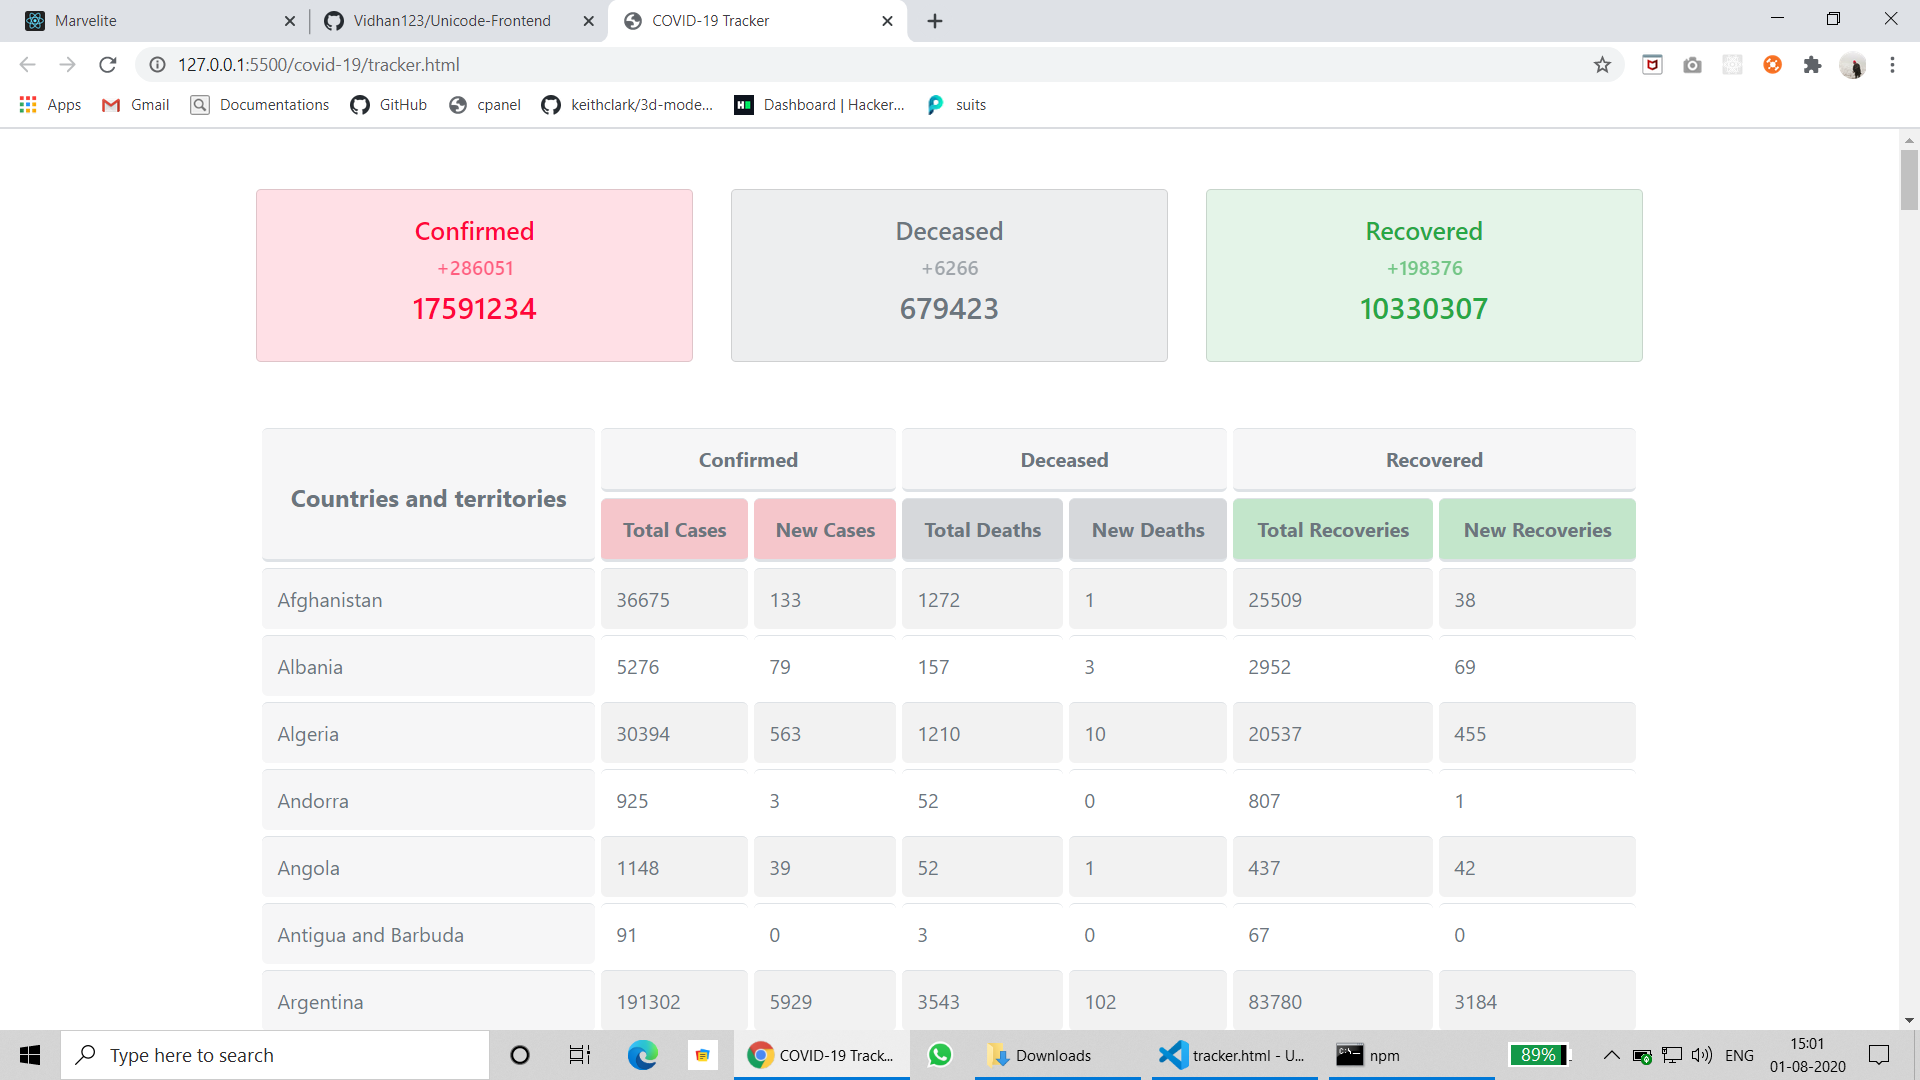 Marvelite
Vidhan123/Unicode-Frontend
COVID-19 Tracker
127.0.0.1:5500/covid-19/tracker.html
Apps Gmail Documentations GitHub cpanel keithclark/3d-mode... Dashboard | Hacker... suits
Confirmed
+286051
17591234
Deceased
+6266
679423
Recovered
+198376
10330307
Countries and territories Confirmed Deceased Recovered
Total Cases New Cases Total Deaths New Deaths Total Recoveries New Recoveries
Afghanistan 36675 133 1272 1 25509 38
Albania 5276 79 157 3 2952 69
Algeria 30394 563 1210 10 20537 455
Andorra 925 3 52 0 807 1
Angola 1148 39 52 1 437 42
Antigua and Barbuda 91 0 3 0 67 0
Argentina 191302 5929 3543 102 83780 3184
Type here to search COVID-19 Track... Downloads tracker.html - U... npm 89% ENG
15:01
01-08-2020